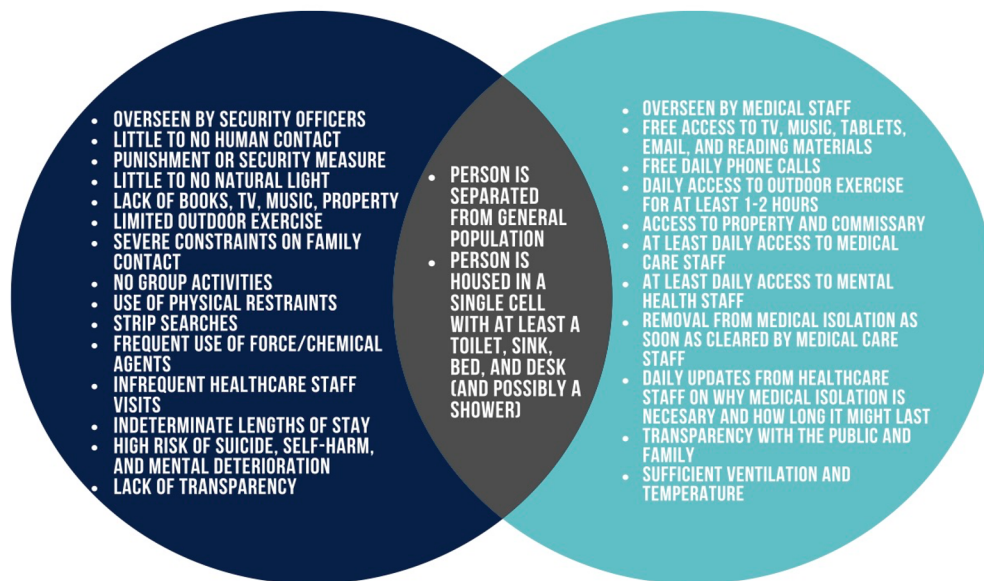 • OVERSEEN BY SECURITY OFFICERS
• LITTLE TO NO HUMAN CONTACT
• PUNISHMENT OR SECURITY MEASURE
• LITTLE TO NO NATURAL LIGHT
• LACK OF BOOKS, TV, MUSIC, PROPERTY
• LIMITED OUTDOOR EXERCISE
• SEVERE CONSTRAINTS ON FAMILY
CONTACT
• NO GROUP ACTIVITIES
• USE OF PHYSICAL RESTRAINTS
• STRIP SEARCHES
• FREQUENT USE OF FORCE/CHEMICAL
AGENTS
• INFREQUENT HEALTHCARE STAFF
VISITS
• INDETERMINATE LENGTHS OF STAY
• HIGH RISK OF SUICIDE, SELF-HARM,
AND MENTAL DETERIORATION
• LACK OF TRANSPARENCY
• PERSON IS
SEPARATED
FROM GENERAL
POPULATION
• PERSON IS
HOUSED IN A
SINGLE CELL
WITH AT LEAST A
TOILET, SINK,
BED, AND DESK
(AND POSSIBLY A
SHOWER)
• OVERSEEN BY MEDICAL STAFF
• FREE ACCESS TO TV, MUSIC, TABLETS,
EMAIL, AND READING MATERIALS
• FREE DAILY PHONE CALLS
• DAILY ACCESS TO OUTDOOR EXERCISE
FOR AT LEAST 1-2 HOURS
• ACCESS TO PROPERTY AND COMMISSARY
• AT LEAST DAILY ACCESS TO MEDICAL
CARE STAFF
• AT LEAST DAILY ACCESS TO MENTAL
HEALTH STAFF
• REMOVAL FROM MEDICAL ISOLATION AS
SOON AS CLEARED BY MEDICAL CARE
STAFF
• DAILY UPDATES FROM HEALTHCARE
STAFF ON WHY MEDICAL ISOLATION IS
NECESARY AND HOW LONG IT MIGHT LAST
• TRANSPARENCY WITH THE PUBLIC AND
FAMILY
• SUFFICIENT VENTILATION AND
TEMPERATURE